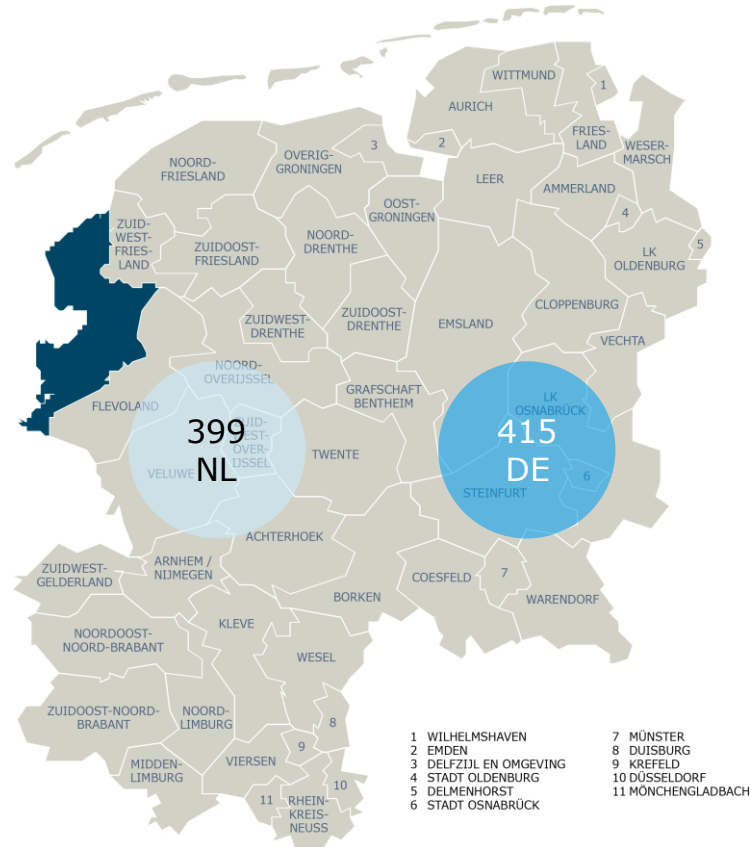 WITTMUND
1
AURICH
FRIES-
LAND
WESER-
MARSCH
2
3
OVERIG-
GRONINGEN
NOORD-
FRIESLAND
LEER
AMMERLAND
OOST-
GRONINGEN
4
ZUID-
WEST-
FRIES-
LAND
NOORD-
DRENTHE
ZUIDOOST-
FRIESLAND
5
LK
OLDENBURG
CLOPPENBURG
ZUIDWEST-
DRENTHE
ZUIDOOST-
DRENTHE
EMSLAND
VECHTA
NOORD-
OVERIJSSEL
GRAFSCHAFT
BENTHEIM
LK
OSNABRÜCK
FLEVOLAND
399
NL
ZUID-
WEST-
OVER-
IJSSEL
415
DE
TWENTE
VELUWE
6
STEINFURT
ACHTERHOEK
ZUIDWEST-
GELDERLAND
ARNHEM /
NIJMEGEN
COESFELD
7
BORKEN
WARENDORF
KLEVE
NOORDOOST-
NOORD-BRABANT
WESEL
ZUIDOOST-NOORD-
BRABANT
NOORD-
LIMBURG
8
9
VIERSEN
MIDDEN-
LIMBURG
10
11
RHEIN-
KREIS-
NEUSS
1 WILHELMSHAVEN
2 EMDEN
3 DELFZIJL EN OMGEVING
4 STADT OLDENBURG
5 DELMENHORST
6 STADT OSNABRÜCK
7 MÜNSTER
8 DUISBURG
9 KREFELD
10 DÜSSELDORF
11 MÖNCHENGLADBACH